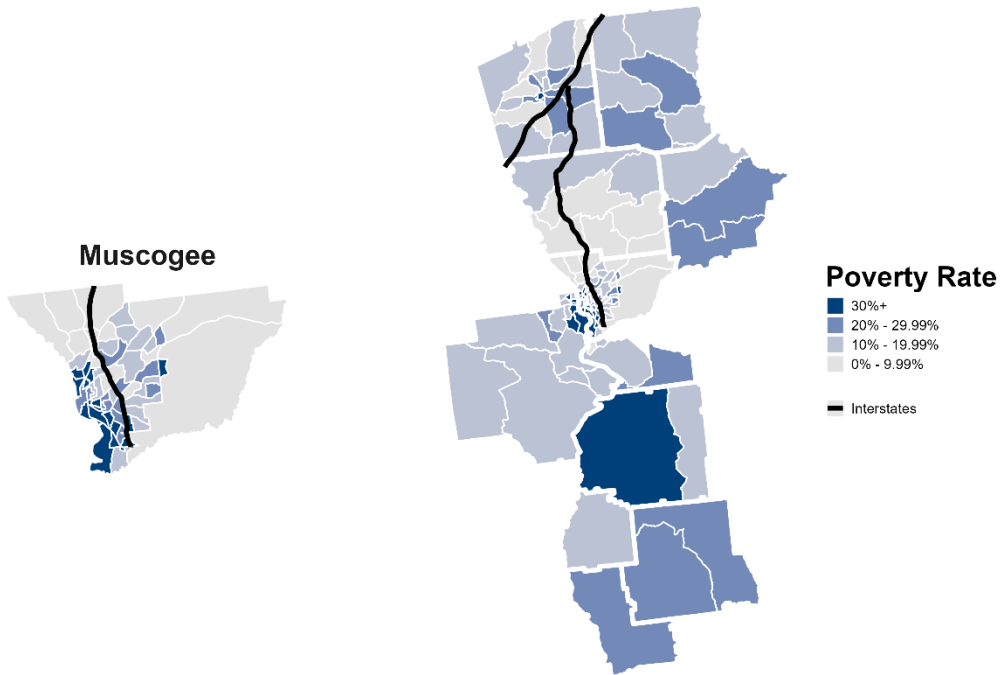 Muscogee
Poverty Rate
30%+
20% - 29.99%
10% - 19.99%
0% - 9.99%
Interstates